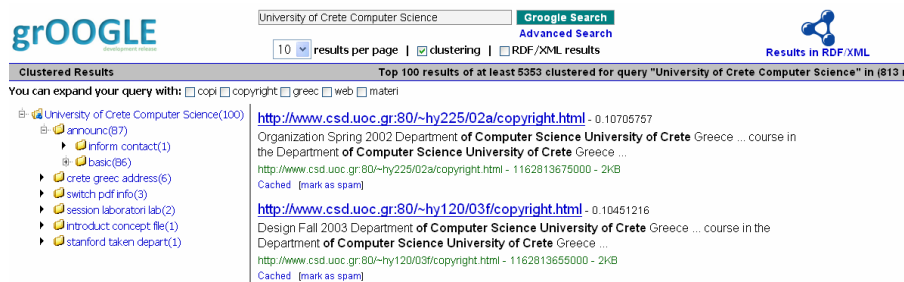 grOOGLE
development release
University of Crete Computer Science Groogle Search
Advanced Search
10 results per page | clustering | RDF/XML results
Results in RDF/XML
Clustered Results Top 100 results of at least 5353 clustered for query "University of Crete Computer Science" in (813
You can expand your query with: copi copyright greec web materi
University of Crete Computer Science(100)
announc(87)
inform contact(1)
basic(86)
crete greec address(6)
switch pdf info(3)
session laboratori lab(2)
introduct concept file(1)
stanford taken depart(1)
http://www.csd.uoc.gr:80/~hy225/02a/copyright.html - 0.10705757
Organization Spring 2002 Department of Computer Science University of Crete Greece ... course in
the Department of Computer Science University of Crete Greece ...
http://www.csd.uoc.gr:80/~hy225/02a/copyright.html - 1162813675000 - 2KB
Cached [mark as spam]
http://www.csd.uoc.gr:80/~hy120/03f/copyright.html - 0.10451216
Design Fall 2003 Department of Computer Science University of Crete Greece ... course in the
Department of Computer Science University of Crete Greece ...
http://www.csd.uoc.gr:80/~hy120/03f/copyright.html - 1162813655000 - 2KB
Cached [mark as spam]